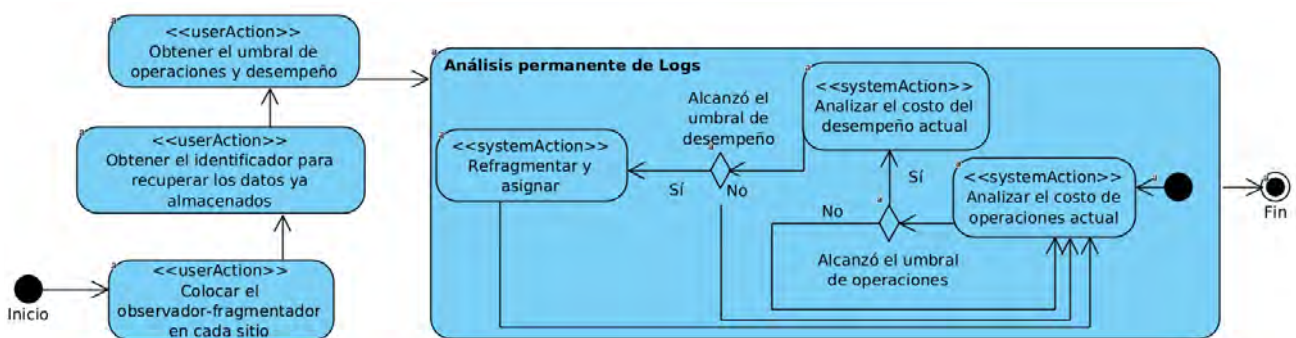 <<userAction>>
Obtener el umbral de
operaciones y desempeño
<<userAction>>
Obtener el identificador para
recuperar los datos ya
almacenados
<<userAction>>
Colocar el
observador-fragmentador
en cada sitio
Inicio
Análisis permanente de Logs
<<systemAction>>
Refragmentar y
asignar
Alcanzó el
umbral de
desempeño
Sí
No
<<systemAction>>
Analizar el costo del
desempeño actual
Sí
No
Alcanzó el umbral
de operaciones
<<systemAction>>
Analizar el costo de
operaciones actual
Fin